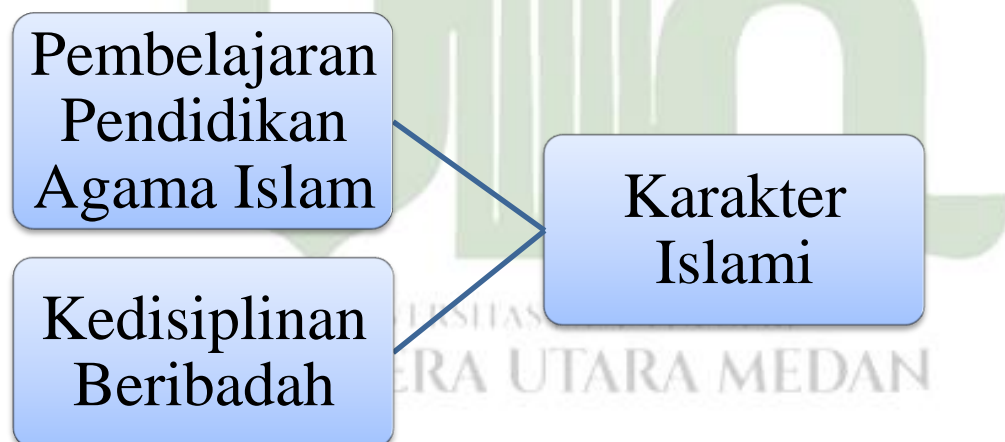 Pembelajaran
Pendidikan
Agama Islam
Karakter
Islami
Kedisiplinan
Beribadah
ERA UTARA MEDAN